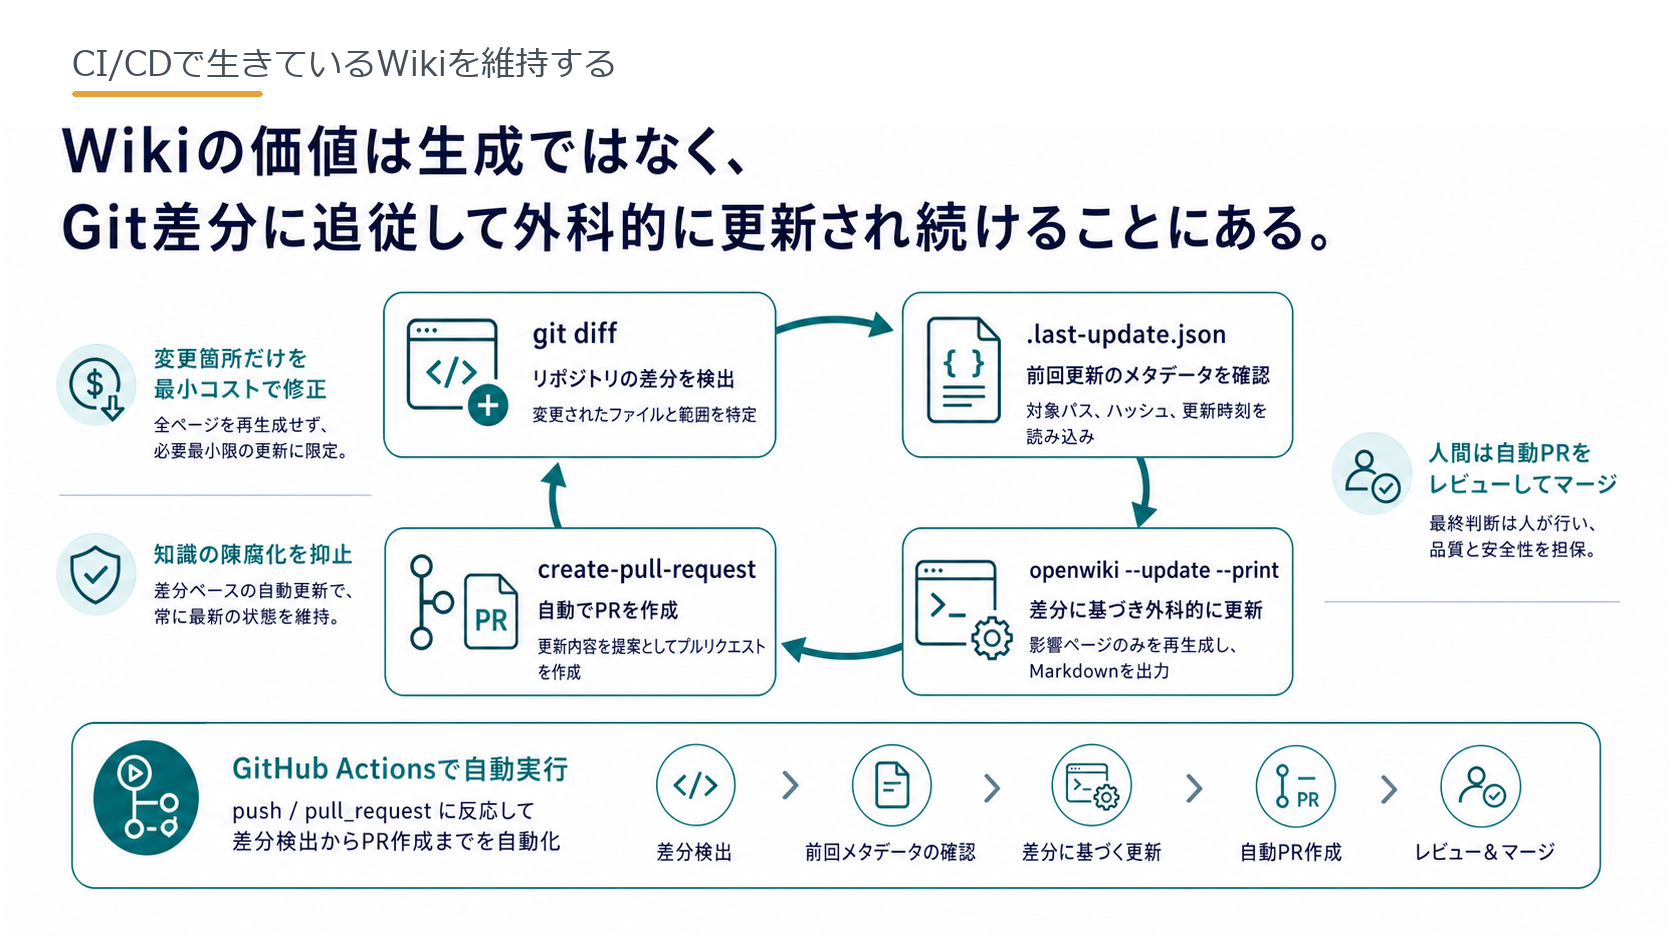 CI/CDで生きているWikiを維持する
Wikiの価値は生成ではなく、
Git差分に追従して外科的に更新され続けることにある。
変更箇所だけを
最小コストで修正
全ページを再生成せず、
必要最小限の更新に限定。
知識の陳腐化を抑止
差分ベースの自動更新で、
常に最新の状態を維持。
git diff
リポジトリの差分を検出
変更されたファイルと範囲を特定
.last-update.json
前回更新のメタデータを確認
対象パス、ハッシュ、更新時刻を
読み込み
create-pull-request
自動でPRを作成
更新内容を提案としてプルリクエスト
を作成
PR
openwiki --update --print
差分に基づき外科的に更新
影響ページのみを再生成し、
Markdownを出力
人間は自動PRを
レビューしてマージ
最終判断は人が行い、
品質と安全性を担保。
GitHub Actionsで自動実行
push / pull_request に反応して
差分検出からPR作成までを自動化
差分検出
前回メタデータの確認
差分に基づく更新
PR
自動PR作成
レビュー＆マージ